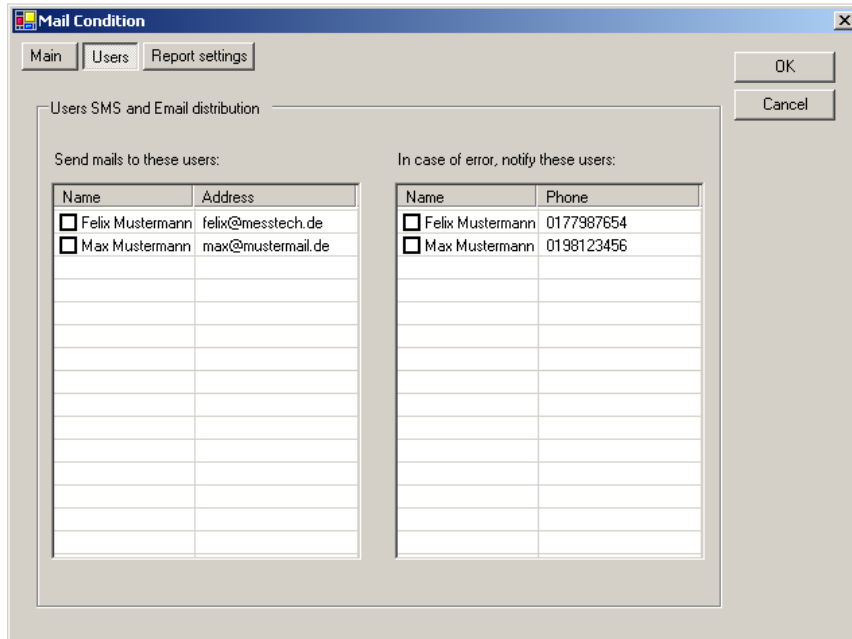 Mail Condition
Main Users Report settings
OK
Cancel
Users SMS and Email distribution
Send mails to these users:
Name Address
Felix Mustermann felix@messtech.de
Max Mustermann max@mustermail.de
In case of error, notify these users:
Name Phone
Felix Mustermann 0177987654
Max Mustermann 0198123456